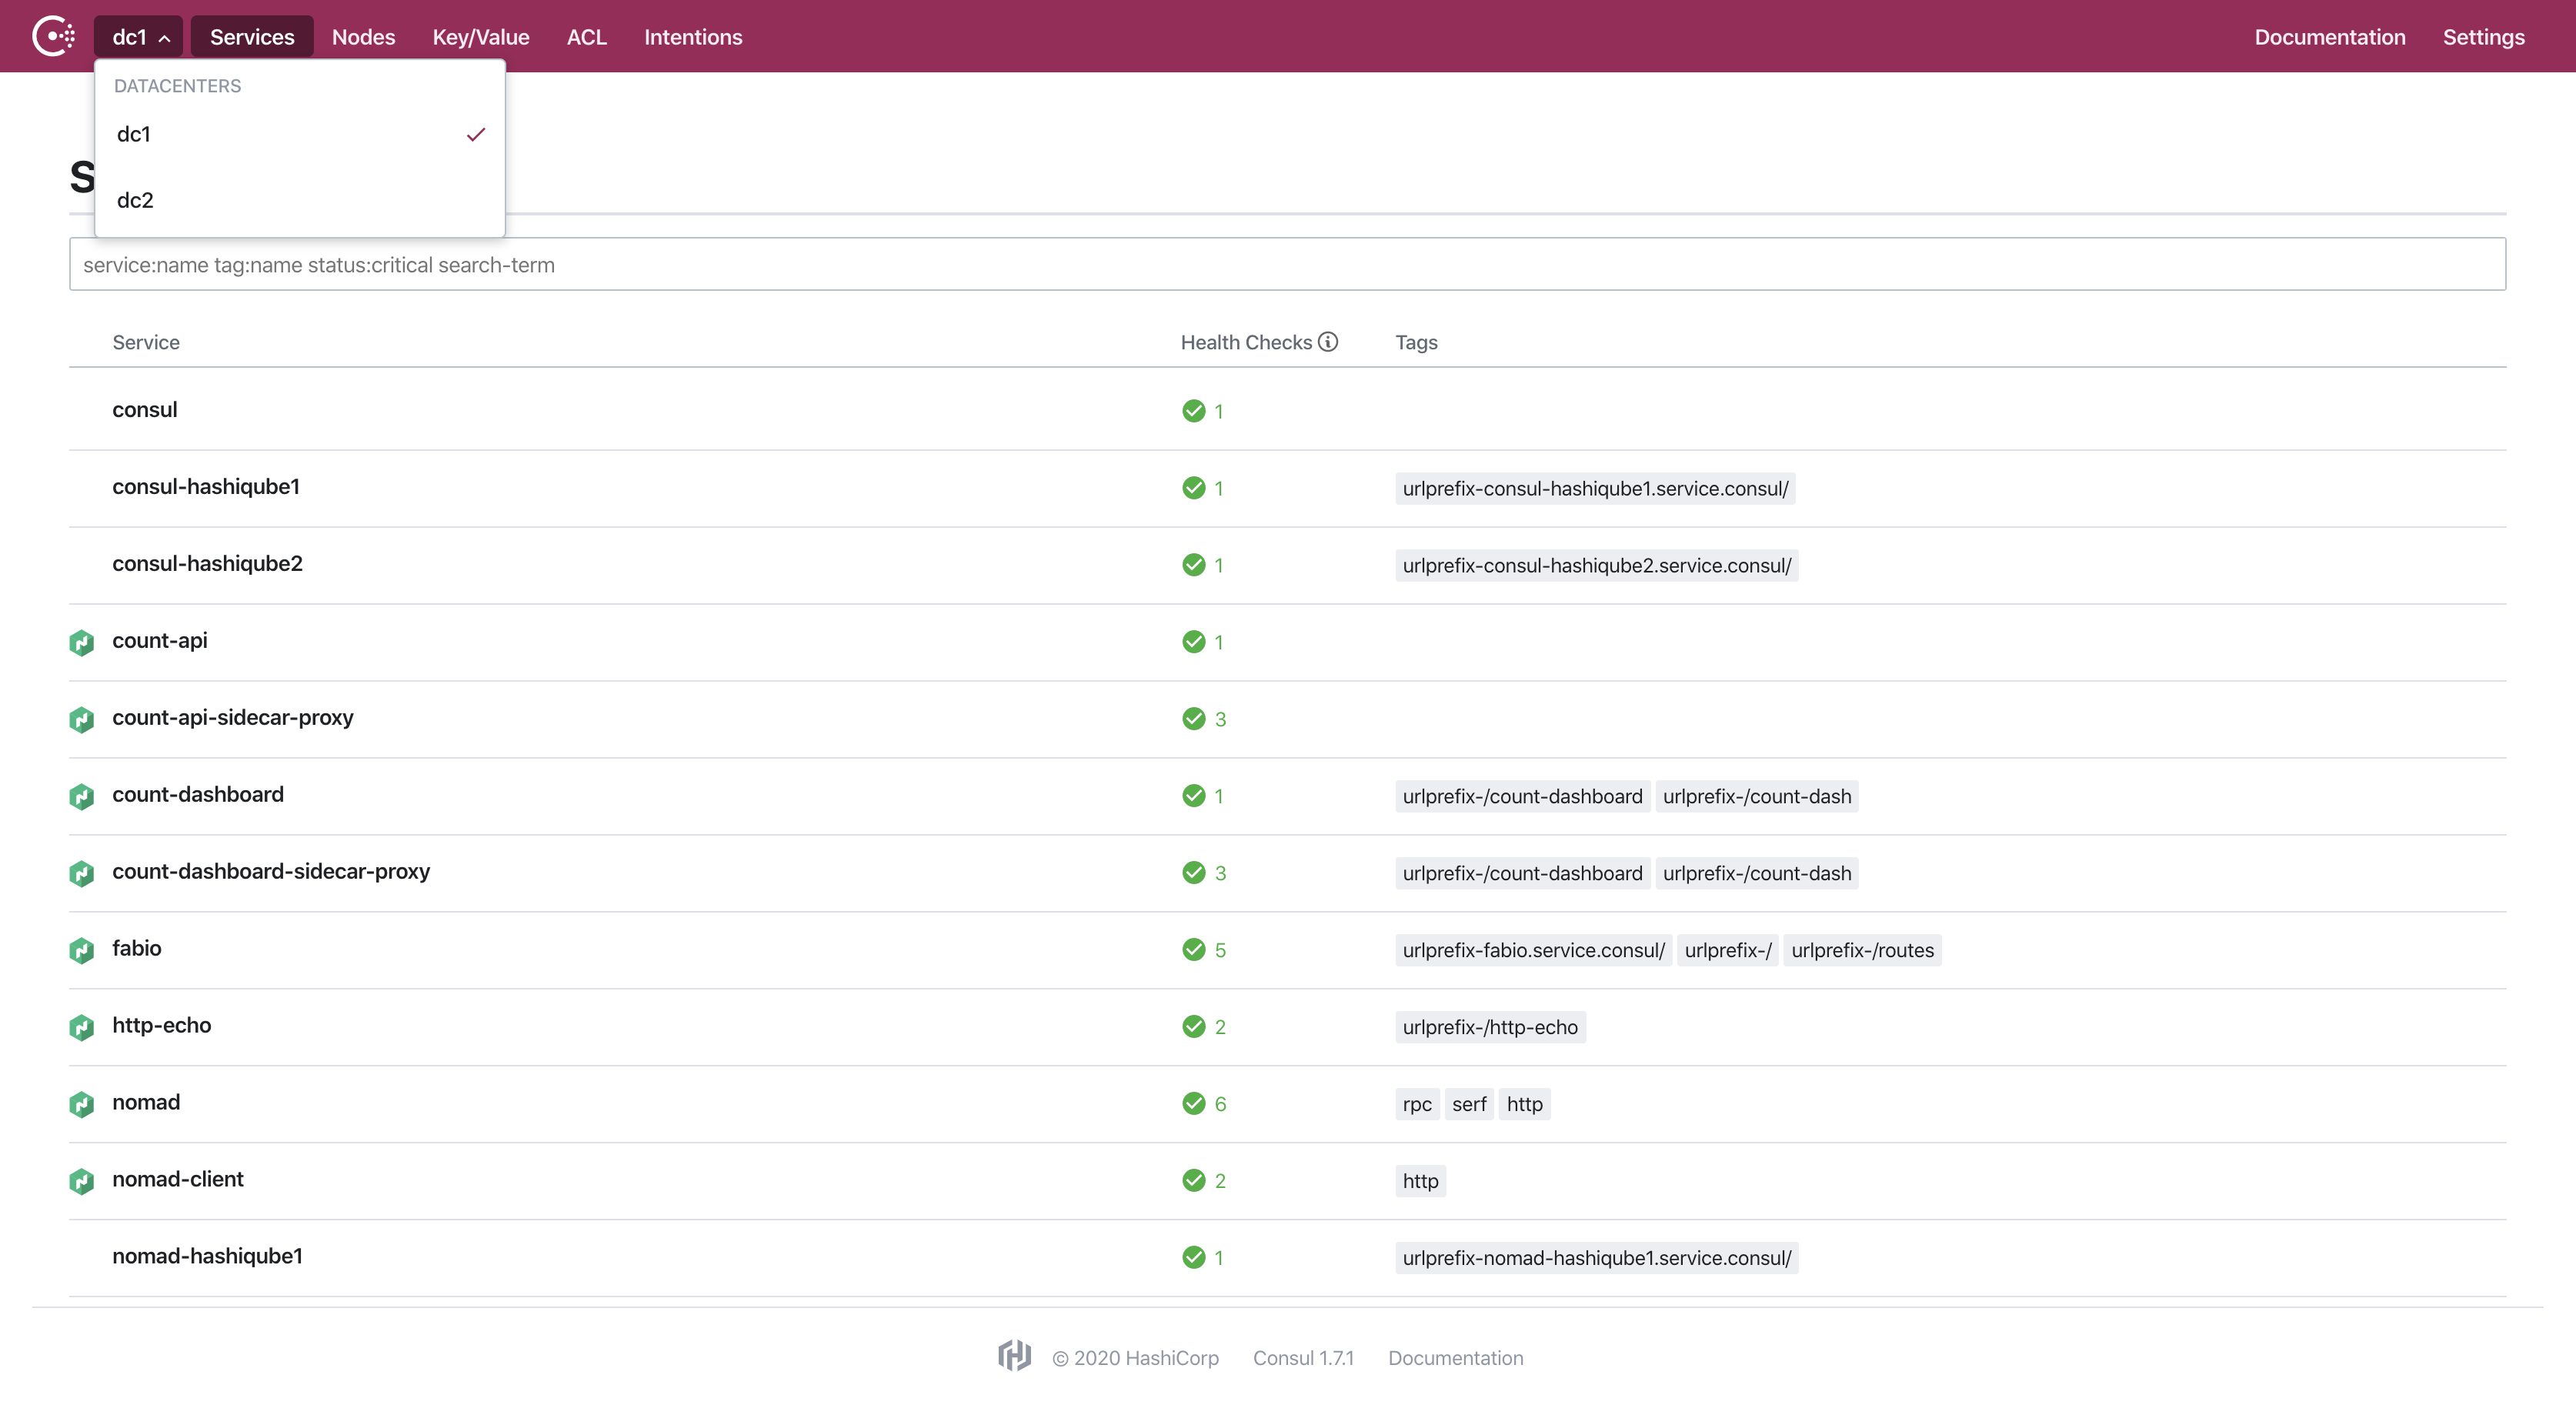 dc1 Services Nodes Key/Value ACL Intentions Documentation Settings
DATACENTERS
dc1
dc2
S
service:name tag:name status:critical search-term
Service Health Checks Tags
consul 1
consul-hashiqube1 1 urlprefix-consul-hashiqube1.service.consul/
consul-hashiqube2 1 urlprefix-consul-hashiqube2.service.consul/
count-api 1
count-api-sidecar-proxy 3
count-dashboard 1 urlprefix-/count-dashboard urlprefix-/count-dash
count-dashboard-sidecar-proxy 3 urlprefix-/count-dashboard urlprefix-/count-dash
fabio 5 urlprefix-fabio.service.consul/ urlprefix-/ urlprefix-/routes
http-echo 2 urlprefix-/http-echo
nomad 6 rpc serf http
nomad-client 2 http
nomad-hashiqube1 1 urlprefix-nomad-hashiqube1.service.consul/
© 2020 HashiCorp Consul 1.7.1 Documentation